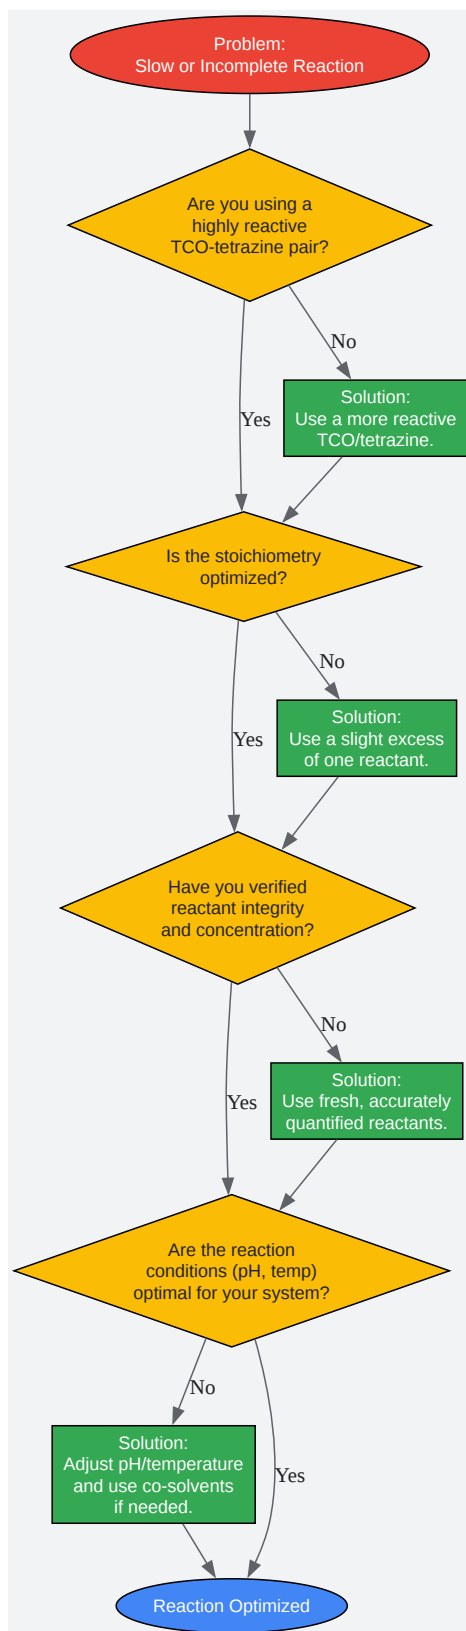 Problem:
Slow or Incomplete Reaction
Are you using a
highly reactive
TCO-tetrazine pair?
No
Solution:
Use a more reactive
TCO/tetrazine.
Yes
Is the stoichiometry
optimized?
No
Solution:
Use a slight excess
of one reactant.
Yes
Have you verified
reactant integrity
and concentration?
No
Solution:
Use fresh, accurately
quantified reactants.
Yes
Are the reaction
conditions (pH, temp)
optimal for your system?
No
Solution:
Adjust pH/temperature
and use co-solvents
if needed.
Yes
Reaction Optimized